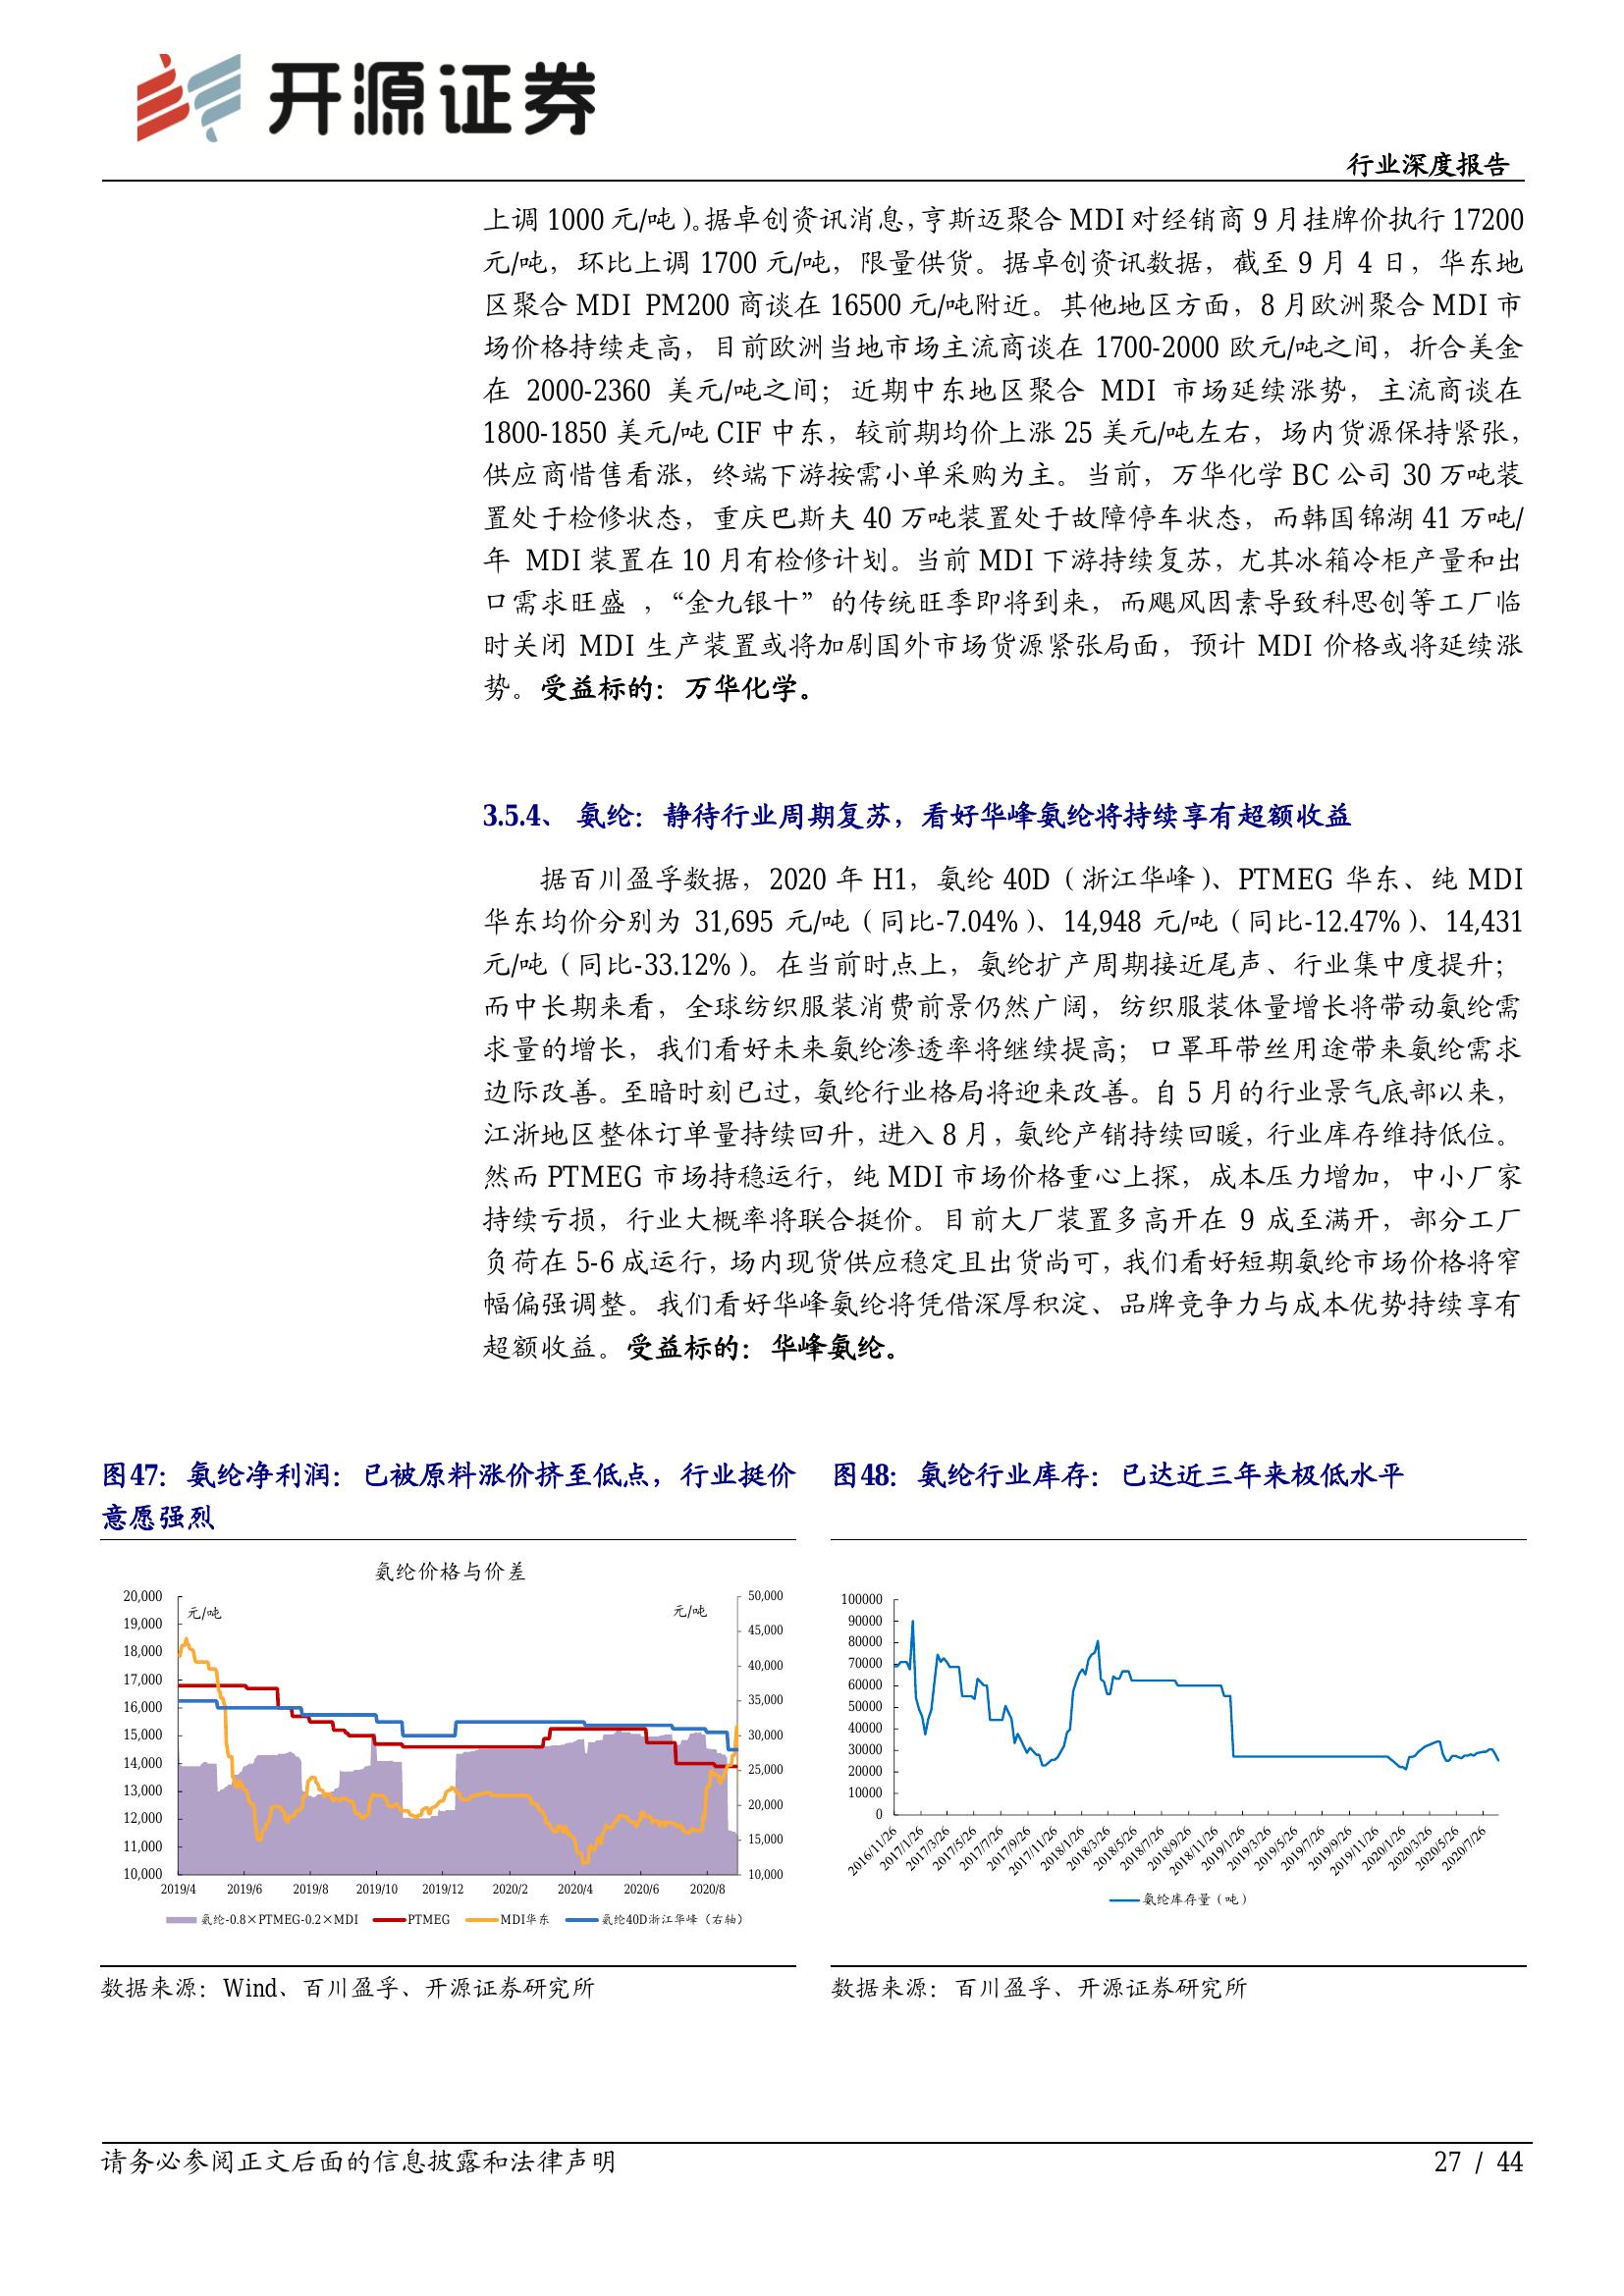 开源证券
行业深度报告
上调 1000 元/吨）。据卓创资讯消息，亨斯迈聚合 MDI 对经销商 9 月挂牌价执行 17200
元/吨，环比上调 1700 元/吨，限量供货。据卓创资讯数据，截至 9 月 4 日，华东地
区聚合 MDI PM200 商谈在 16500 元/吨附近。其他地区方面，8 月欧洲聚合 MDI 市
场价格持续走高，目前欧洲当地市场主流商谈在 1700-2000 欧元/吨之间，折合美金
在 2000-2360 美元/吨之间；近期中东地区聚合 MDI 市场延续涨势，主流商谈在
1800-1850 美元/吨 CIF 中东，较前期均价上涨 25 美元/吨左右，场内货源保持紧张，
供应商惜售看涨，终端下游按需小单采购为主。当前，万华化学 BC 公司 30 万吨装
置处于检修状态，重庆巴斯夫 40 万吨装置处于故障停车状态，而韩国锦湖 41 万吨/
年 MDI 装置在 10 月有检修计划。当前 MDI 下游持续复苏，尤其冰箱冷柜产量和出
口需求旺盛 ，“金九银十”的传统旺季即将到来，而飓风因素导致科思创等工厂临
时关闭 MDI 生产装置或将加剧国外市场货源紧张局面，预计 MDI 价格或将延续涨
势。受益标的：万华化学。
3.5.4、 氨纶：静待行业周期复苏，看好华峰氨纶将持续享有超额收益
据百川盈孚数据，2020 年 H1，氨纶 40D（浙江华峰）、PTMEG 华东、纯 MDI
华东均价分别为 31,695 元/吨（同比-7.04%）、14,948 元/吨（同比-12.47%）、14,431
元/吨（同比-33.12%）。在当前时点上，氨纶扩产周期接近尾声、行业集中度提升；
而中长期来看，全球纺织服装消费前景仍然广阔，纺织服装体量增长将带动氨纶需
求量的增长，我们看好未来氨纶渗透率将继续提高；口罩耳带丝用途带来氨纶需求
边际改善。至暗时刻已过，氨纶行业格局将迎来改善。自 5 月的行业景气底部以来，
江浙地区整体订单量持续回升，进入 8 月，氨纶产销持续回暖，行业库存维持低位。
然而 PTMEG 市场持稳运行，纯 MDI 市场价格重心上探，成本压力增加，中小厂家
持续亏损，行业大概率将联合挺价。目前大厂装置多高开在 9 成至满开，部分工厂
负荷在 5-6 成运行，场内现货供应稳定且出货尚可，我们看好短期氨纶市场价格将窄
幅偏强调整。我们看好华峰氨纶将凭借深厚积淀、品牌竞争力与成本优势持续享有
超额收益。受益标的：华峰氨纶。
图47：氨纶净利润：已被原料涨价挤至低点，行业挺价
意愿强烈
氨纶价格与价差
元/吨
元/吨
20,000
19,000
18,000
17,000
16,000
15,000
14,000
13,000
12,000
11,000
10,000
50,000
45,000
40,000
35,000
30,000
25,000
20,000
15,000
10,000
2019/4 2019/6 2019/8 2019/10 2019/12 2020/2 2020/4 2020/6 2020/8
氨纶-0.8×PTMEG-0.2×MDI PTMEG MDI华东 氨纶40D浙江华峰（右轴）
数据来源：Wind、百川盈孚、开源证券研究所
图48：氨纶行业库存：已达近三年来极低水平
100000
90000
80000
70000
60000
50000
40000
30000
20000
10000
0
2016/11/26 2017/1/26 2017/3/26 2017/5/26 2017/7/26 2017/9/26 2017/11/26 2018/1/26 2018/3/26 2018/5/26 2018/7/26 2018/9/26 2018/11/26 2019/1/26 2019/3/26 2019/5/26 2019/7/26 2019/9/26 2019/11/26 2020/1/26 2020/3/26 2020/5/26 2020/7/26
氨纶库存量（吨）
数据来源：百川盈孚、开源证券研究所
请务必参阅正文后面的信息披露和法律声明
27 / 44